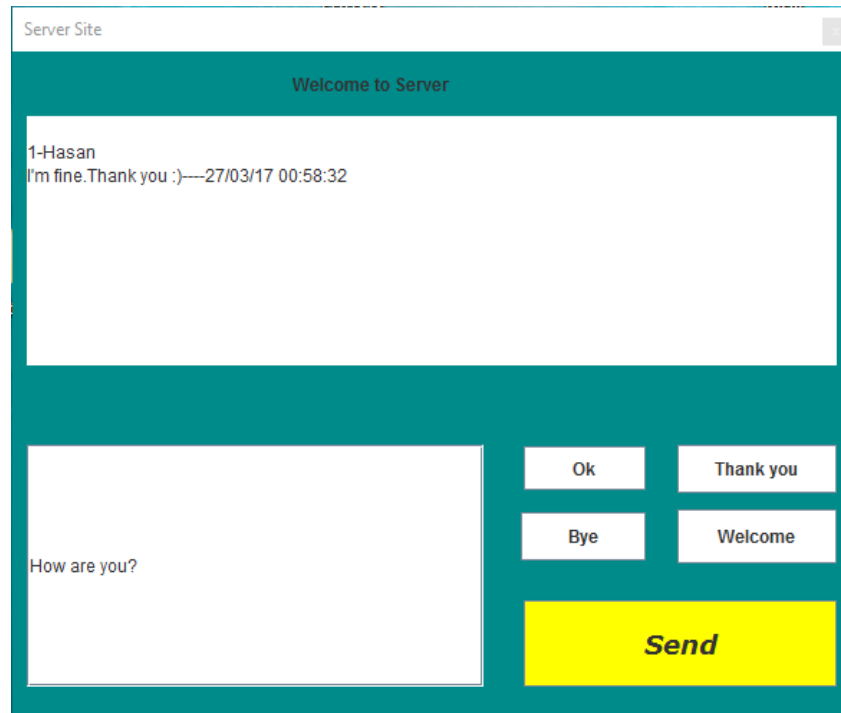 Server Site
Welcome to Server
1-Hasan
I'm fine.Thank you :)----27/03/17 00:58:32
Ok
Thank you
Bye
Welcome
How are you?
Send